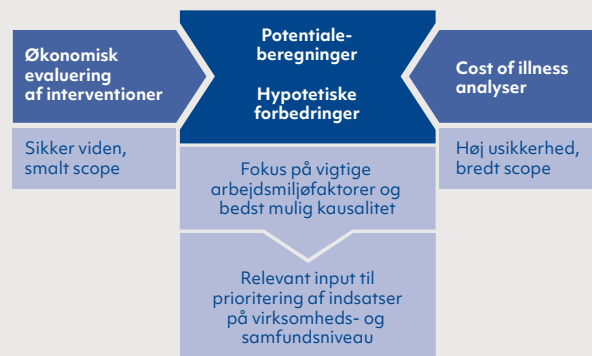 Økonomisk
evaluering
af interventioner
Sikker viden,
smalt scope
Potentiale-
beregninger
Hypotetiske
forbedringer
Fokus på vigtige
arbejdsmiljøfaktorer og
bedst mulig kausalitet
Relevant input til
prioritering af indsatser
på virksomheds- og
samfundsniveau
Cost of illness
analyser
Høj usikkerhed,
bredt scope